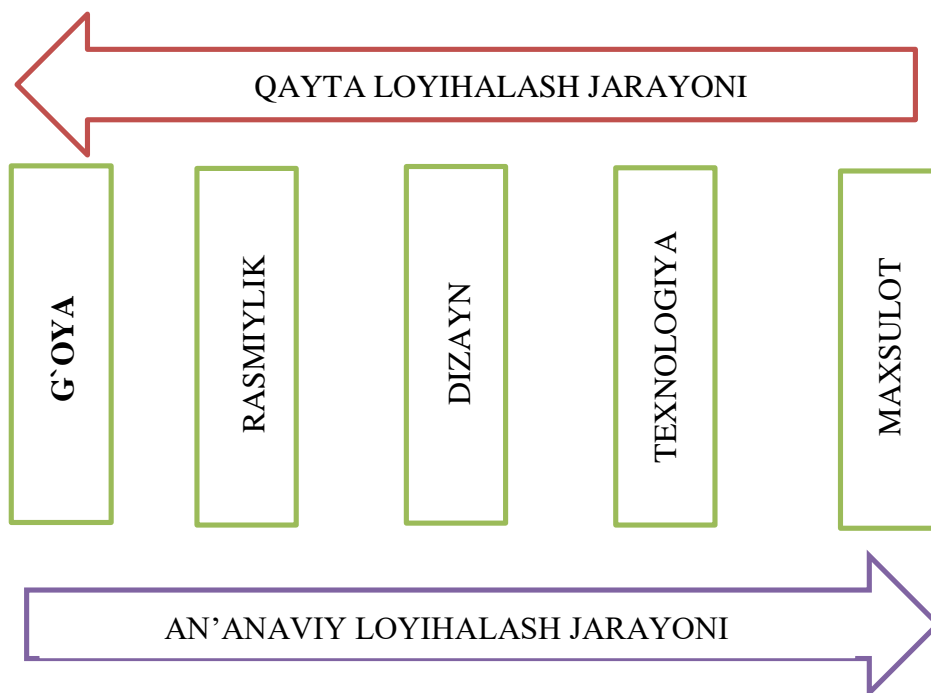 QAYTA LOYIHALASH JARAYONI
G`OYA
RASMIYLIK
DIZAYN
TEXNOLOGIYA
MAXSULOT
AN’ANAVIY LOYIHALASH JARAYONI